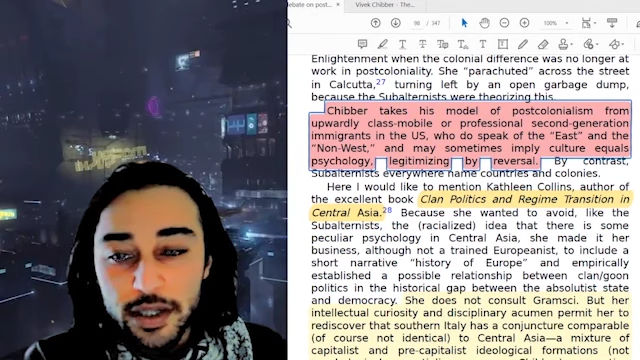 ebate on post...
Vivek Chibber - The...
98 / 347
100%
Enlightenment when the colonial difference was no longer at
work in postcoloniality. She “parachuted” across the street
in Calcutta,27 turning left by an open garbage dump,
because the Subalternists were theorizing this.
Chibber takes his model of postcolonialism from
upwardly class-mobile or professional second-generation
immigrants in the US, who do speak of the “East” and the
“Non-West,” and may sometimes imply culture equals
psychology, legitimizing by reversal. By contrast,
Subalternists everywhere name countries and colonies.
Here I would like to mention Kathleen Collins, author of
the excellent book Clan Politics and Regime Transition in
Central Asia.28 Because she wanted to avoid, like the
Subalternists, the (racialized) idea that there is some
peculiar psychology in Central Asia, she made it her
business, although not a trained Europeanist, to include a
short narrative “history of Europe” and empirically
established a possible relationship between clan/goon
politics in the historical gap between the absolutist state
and democracy. She does not consult Gramsci. But her
intellectual curiosity and disciplinary acumen permit her to
rediscover that southern Italy has a conjuncture comparable
(of course not identical) to Central Asia—a mixture of
capitalist and pre-capitalist ideological formations (not